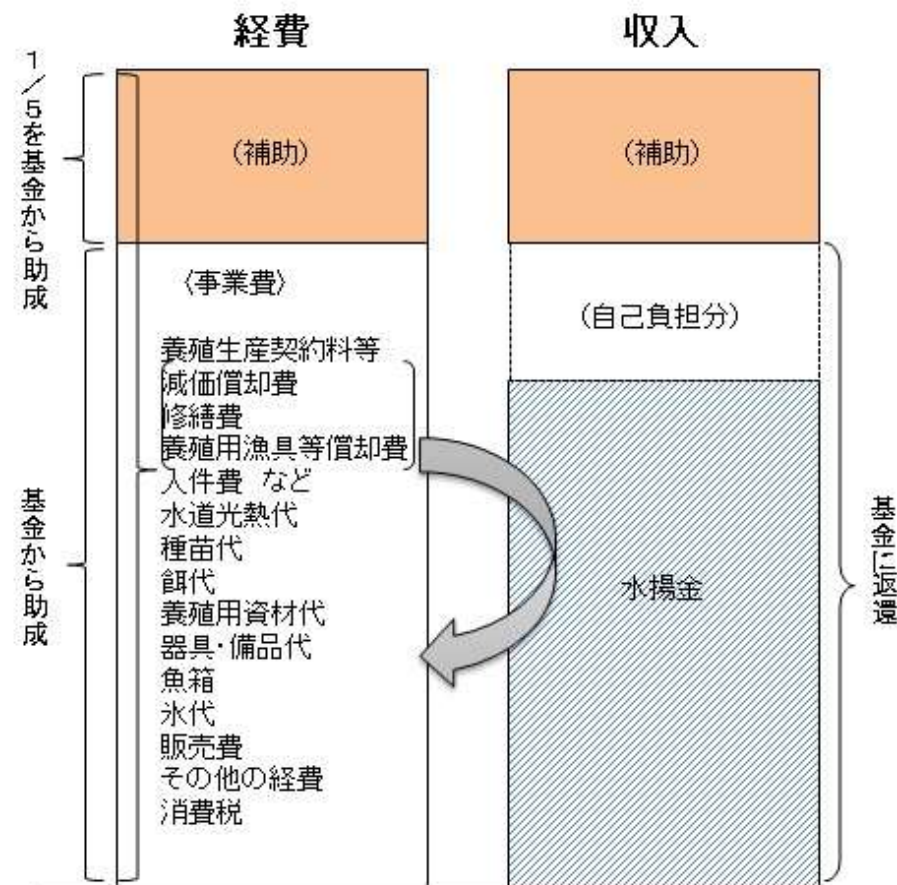 経費
収入
1/5を基金から助成
(補助)
(補助)
〈事業費〉
(自己負担分)
養殖生産契約料等
減価償却費
修繕費
養殖用漁具等償却費
人件費 など
水道光熱代
種苗代
餌代
養殖用資材代
器具・備品代
魚箱
氷代
販売費
その他の経費
消費税
基金から助成
水揚金
基金に返還